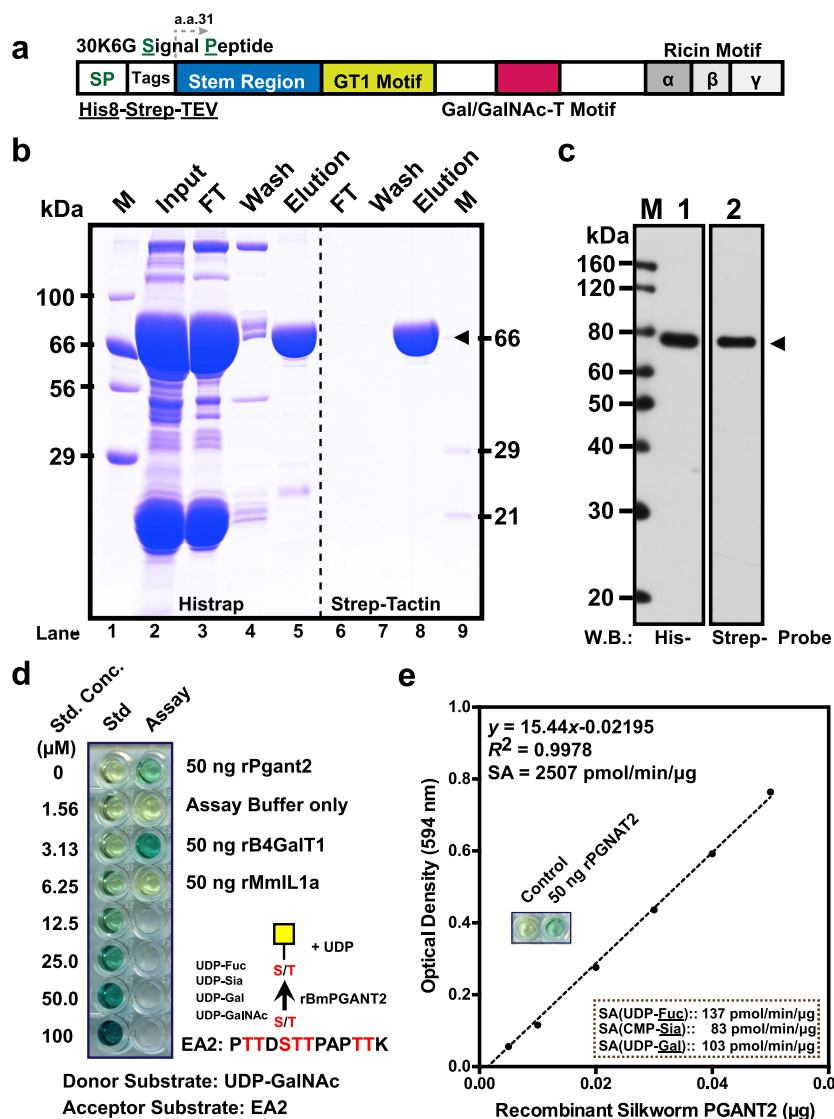 a
a.a.31
30K6G Signal Peptide
Ricin Motif
SP Tags Stem Region GT1 Motif α β γ
His8-Strep-TEV
Gal/GalNAc-T Motif
b
kDa M Input FT Wash Elution FT Wash Elution M
100
66
56
29
66
29
21
Histrap Strep-Tactin
Lane 1 2 3 4 5 6 7 8 9
c
M 1 2
kDa
160
120
80
60
50
40
30
20
W.B.: His- Strep- Probe
d
Std. Conc. Std Assay
(µM)
0 50 ng rPgant2
1.56 Assay Buffer only
3.13 50 ng rB4GalT1
6.25 50 ng rMmIL1a
12.5
25.0
50.0
100
+ UDP
UDP-Fuc
UDP-Sia
UDP-Gal
UDP-GalNAc
S/T
rBmPGANT2
S/T
EA2: PTTDSTTPAPTTK
Donor Substrate: UDP-GalNAc
Acceptor Substrate: EA2
e
y = 15.44x-0.02195
R2 = 0.9978
SA = 2507 pmol/min/µg
Control
50 ng rPGNAT2
SA(UDP-Fuc):: 137 pmol/min/µg
SA(CMP-Sia):: 83 pmol/min/µg
SA(UDP-Gal):: 103 pmol/min/µg
Optical Density (594 nm)
1.0
0.8
0.6
0.4
0.2
0.0
0.00 0.02 0.04 0.0
Recombinant Silkworm PGANT2 (µg)